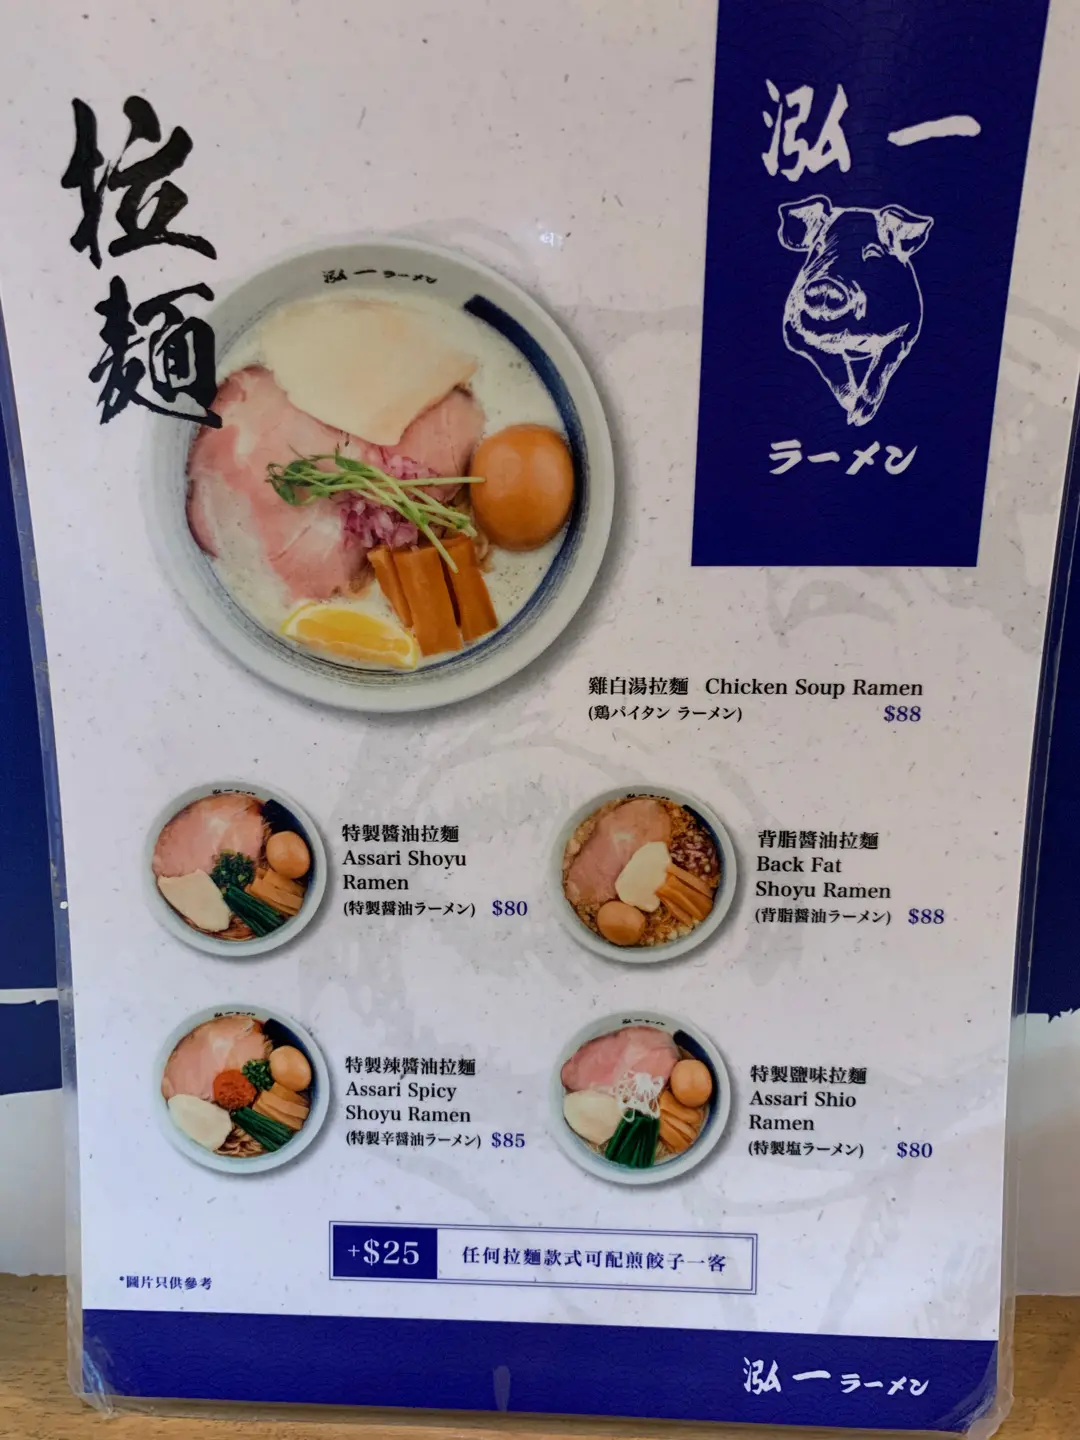 拉麵
泓一
ラーメン
泓一ラーメン
雞白湯拉麵 Chicken Soup Ramen
(鶏パイタン ラーメン) $88
特製醬油拉麵
Assari Shoyu
Ramen
(特製醤油ラーメン) $80
背脂醬油拉麵
Back Fat
Shoyu Ramen
(背脂醤油ラーメン) $88
特製辣醬油拉麵
Assari Spicy
Shoyu Ramen
(特製辛醤油ラーメン) $85
特製鹽味拉麵
Assari Shio
Ramen
(特製塩ラーメン) $80
+$25 任何拉麵款式可配煎餃子一客
*圖片只供參考
泓一ラーメン